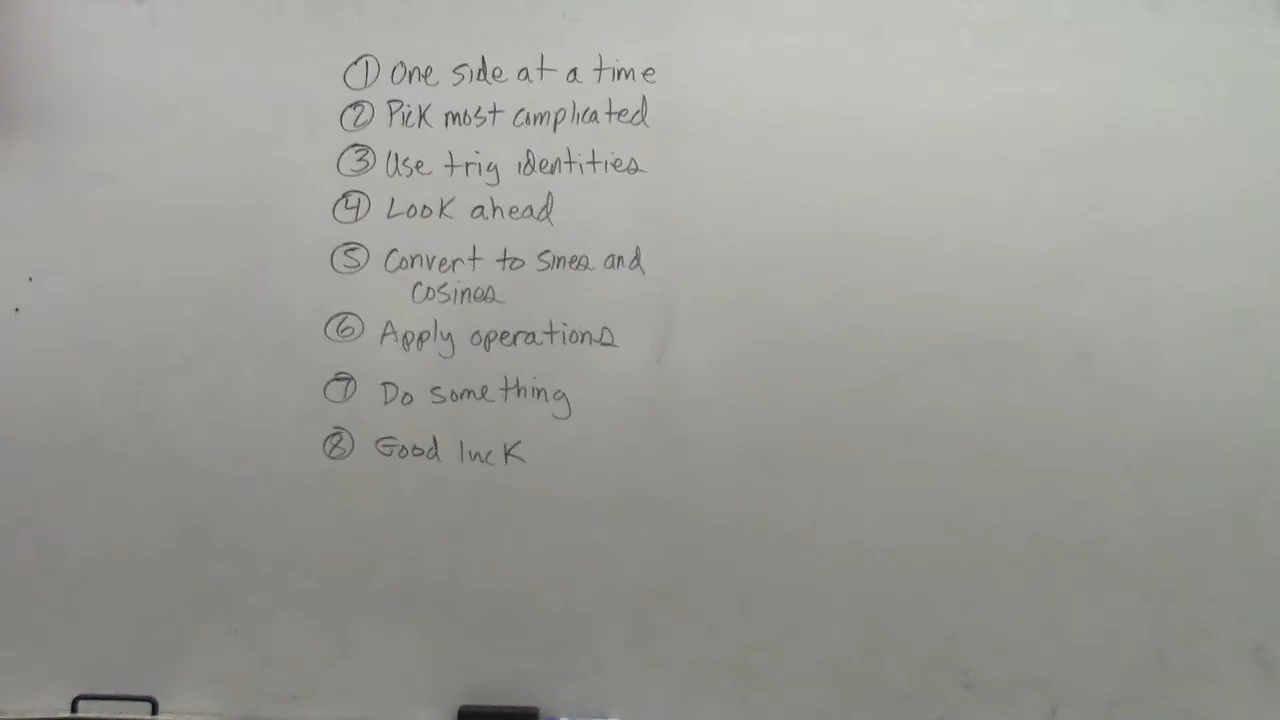 ① One side at a time
② Pick most complicated
③ Use trig identities
④ Look ahead
⑤ Convert to sines and
cosines
⑥ Apply operations
⑦ Do something
⑧ Good luck